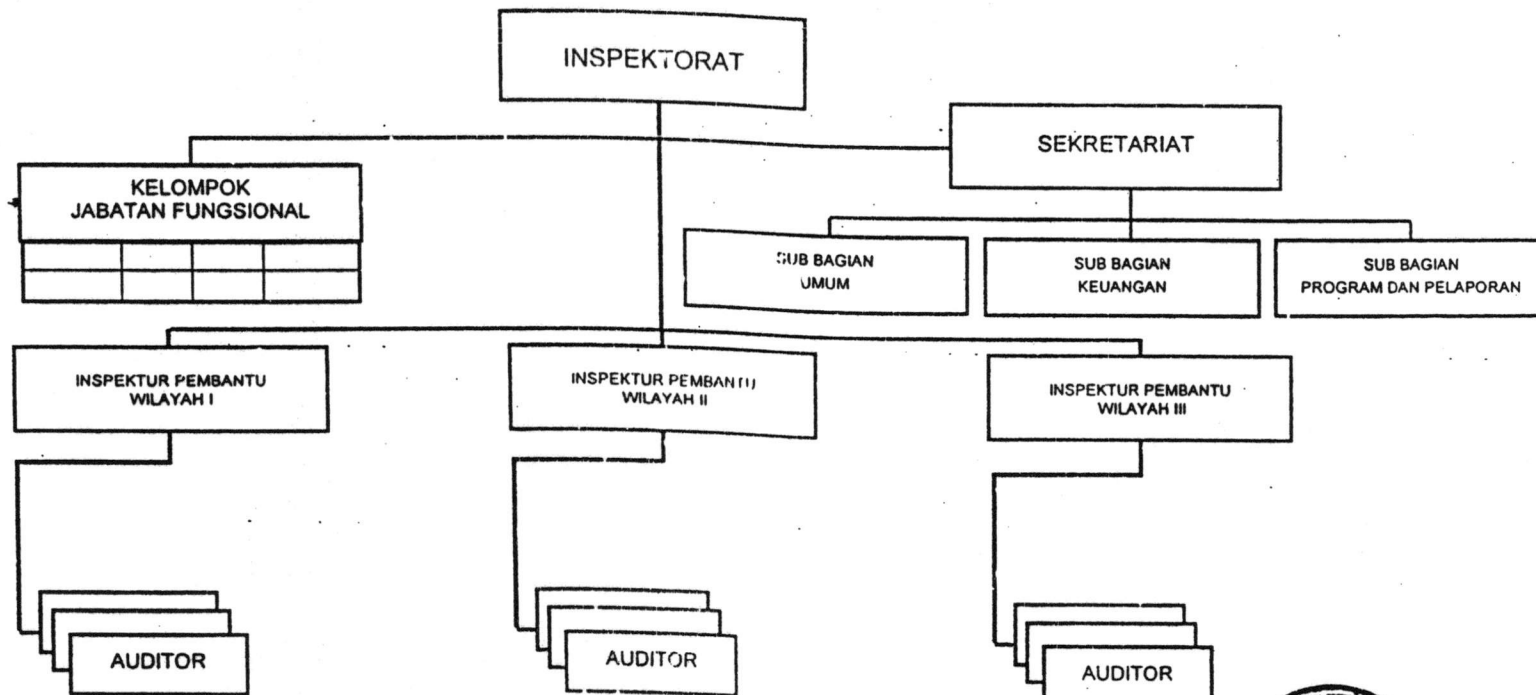 INSPEKTORAT
SEKRETARIAT
KELOMPOK
JABATAN FUNGSIONAL
SUB BAGIAN
UMUM
SUB BAGIAN
KEUANGAN
SUB BAGIAN
PROGRAM DAN PELAPORAN
INSPEKTUR PEMBANTU
WILAYAH I
INSPEKTUR PEMBANTU
WILAYAH II
INSPEKTUR PEMBANTU
WILAYAH III
AUDITOR
AUDITOR
AUDITOR